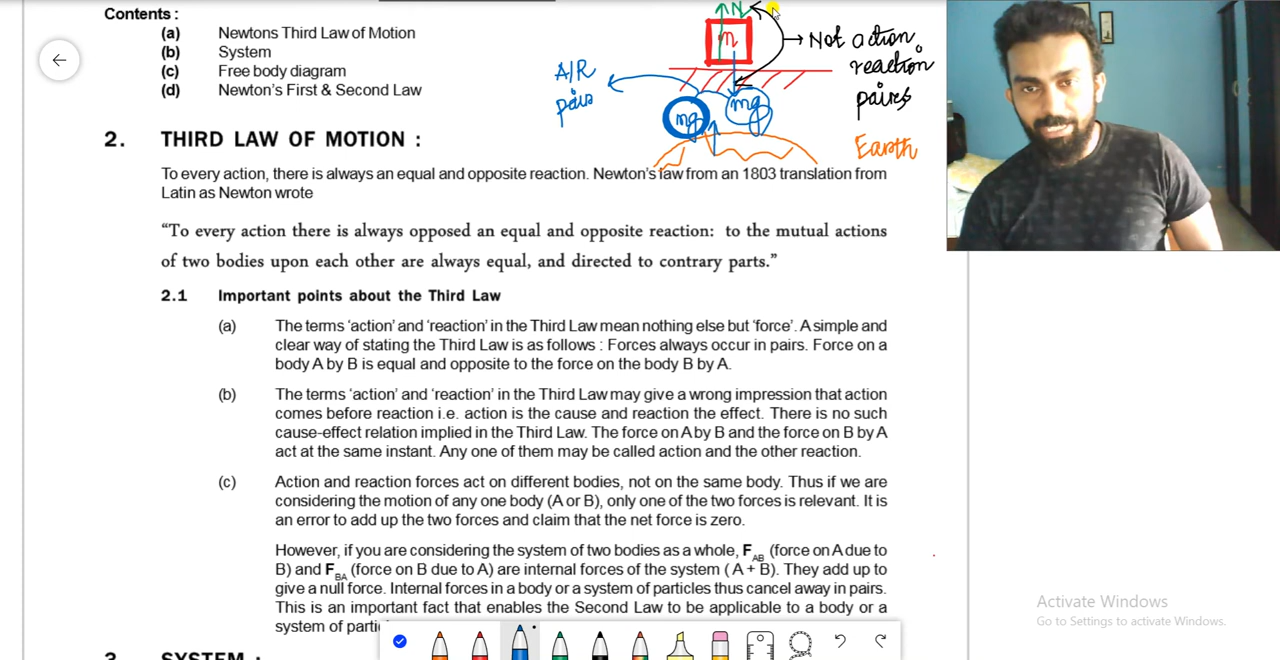 Contents :
(a) Newtons Third Law of Motion
(b) System
(c) Free body diagram
(d) Newton's First & Second Law
N
m
Not action,
reaction
paires
A/R
pairs
mg
mg
Earth
2. THIRD LAW OF MOTION :
To every action, there is always an equal and opposite reaction. Newton's law from an 1803 translation from
Latin as Newton wrote
“To every action there is always opposed an equal and opposite reaction: to the mutual actions
of two bodies upon each other are always equal, and directed to contrary parts.”
2.1 Important points about the Third Law
(a) The terms ‘action’ and ‘reaction’ in the Third Law mean nothing else but ‘force’. A simple and
clear way of stating the Third Law is as follows : Forces always occur in pairs. Force on a
body A by B is equal and opposite to the force on the body B by A.
(b) The terms ‘action’ and ‘reaction’ in the Third Law may give a wrong impression that action
comes before reaction i.e. action is the cause and reaction the effect. There is no such
cause-effect relation implied in the Third Law. The force on A by B and the force on B by A
act at the same instant. Any one of them may be called action and the other reaction.
(c) Action and reaction forces act on different bodies, not on the same body. Thus if we are
considering the motion of any one body (A or B), only one of the two forces is relevant. It is
an error to add up the two forces and claim that the net force is zero.
However, if you are considering the system of two bodies as a whole, F_AB (force on A due to
B) and F_BA (force on B due to A) are internal forces of the system (A + B). They add up to
give a null force. Internal forces in a body or a system of particles thus cancel away in pairs.
This is an important fact that enables the Second Law to be applicable to a body or a
system of parti
3. SYSTEM :
Activate Windows
Go to Settings to activate Windows.